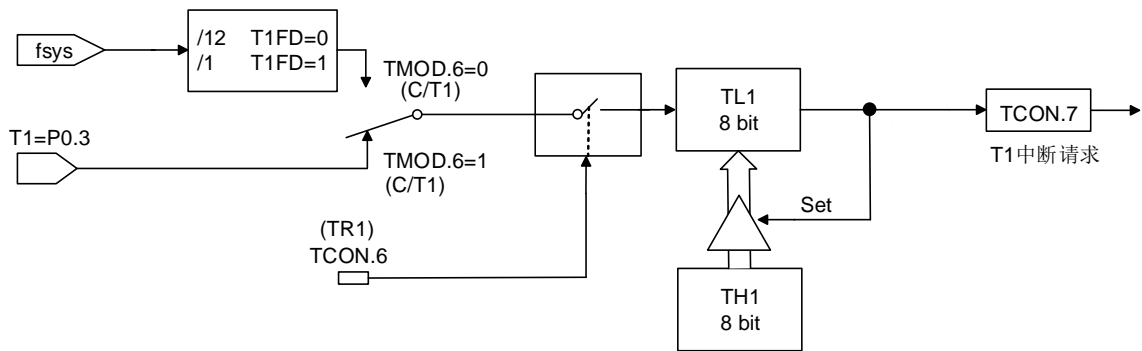 fsys
/12 T1FD=0
/1 T1FD=1
TMOD.6=0
(C/T1)
T1=P0.3
TMOD.6=1
(C/T1)
(TR1)
TCON.6
TL1
8 bit
Set
TH1
8 bit
TCON.7
T1中断请求